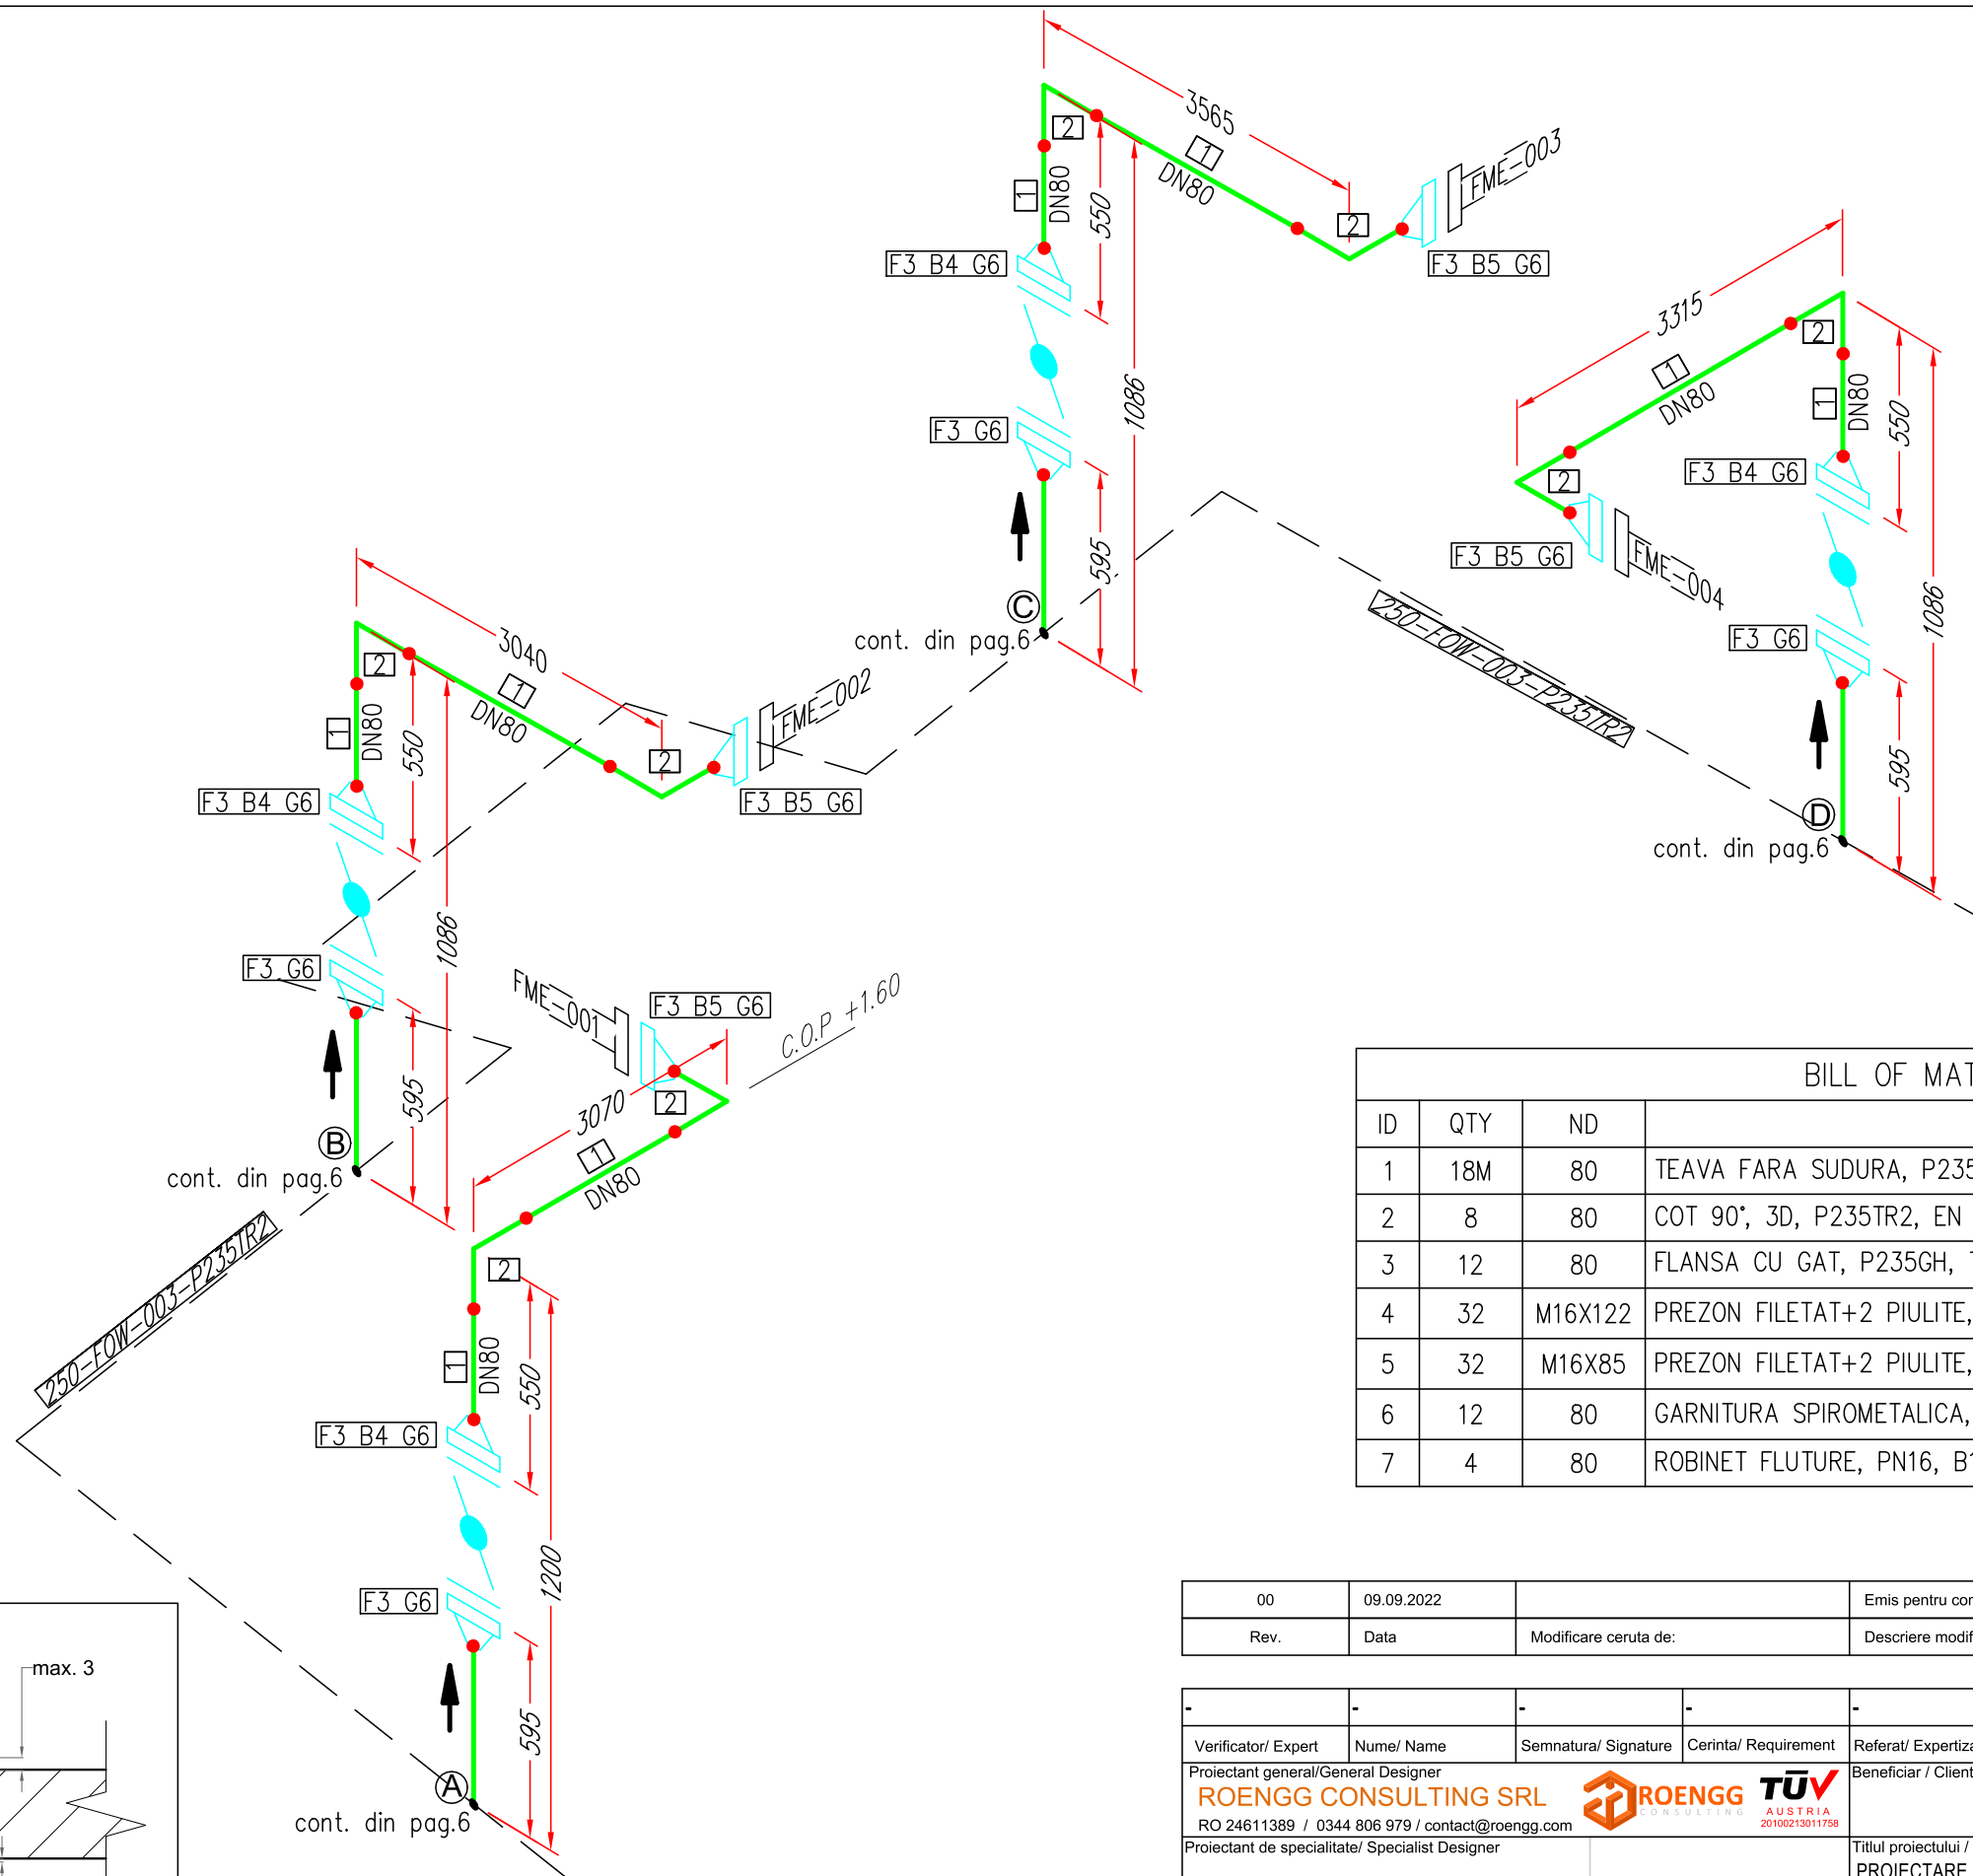 3565
2
1
DN80
1
DN80
550
FME-003
2
F3 B4 G6
F3 B5 G6
1086
F3 G6
595
C
cont. din pag.6
3315
2
1
DN80
1
DN80
550
2
F3 B4 G6
F3 B5 G6
FME-004
1086
F3 G6
250-FOW-003-P235TR2
595
D
cont. din pag.6
3040
2
1
DN80
1
DN80
550
FME-002
2
F3 B4 G6
F3 B5 G6
1086
F3 G6
595
B
cont. din pag.6
250-FOW-003-P235TR2
FME-001
F3 B5 G6
C.O.P +1.60
3070
2
1
DN80
2
1
DN80
550
F3 B4 G6
1200
F3 G6
595
A
cont. din pag.6
max. 3
BILL OF MAT
ID QTY ND
1 18M 80 TEAVA FARA SUDURA, P235
2 8 80 COT 90°, 3D, P235TR2, EN
3 12 80 FLANSA CU GAT, P235GH,
4 32 M16X122 PREZON FILETAT+2 PIULITE,
5 32 M16X85 PREZON FILETAT+2 PIULITE,
6 12 80 GARNITURA SPIROMETALICA,
7 4 80 ROBINET FLUTURE, PN16, B1
00 09.09.2022 Emis pentru con
Rev. Data Modificare ceruta de: Descriere modif
- - - - -
Verificator/ Expert Nume/ Name Semnatura/ Signature Cerinta/ Requirement Referat/ Expertiza
Proiectant general/General Designer
ROENGG CONSULTING SRL
RO 24611389 / 0344 806 979 / contact@roengg.com
ROENGG
CONSULTING
TÜV
AUSTRIA
20100213011758
Beneficiar / Client
Proiectant de specialitate/ Specialist Designer
Titlul proiectului /
PROIECTARE